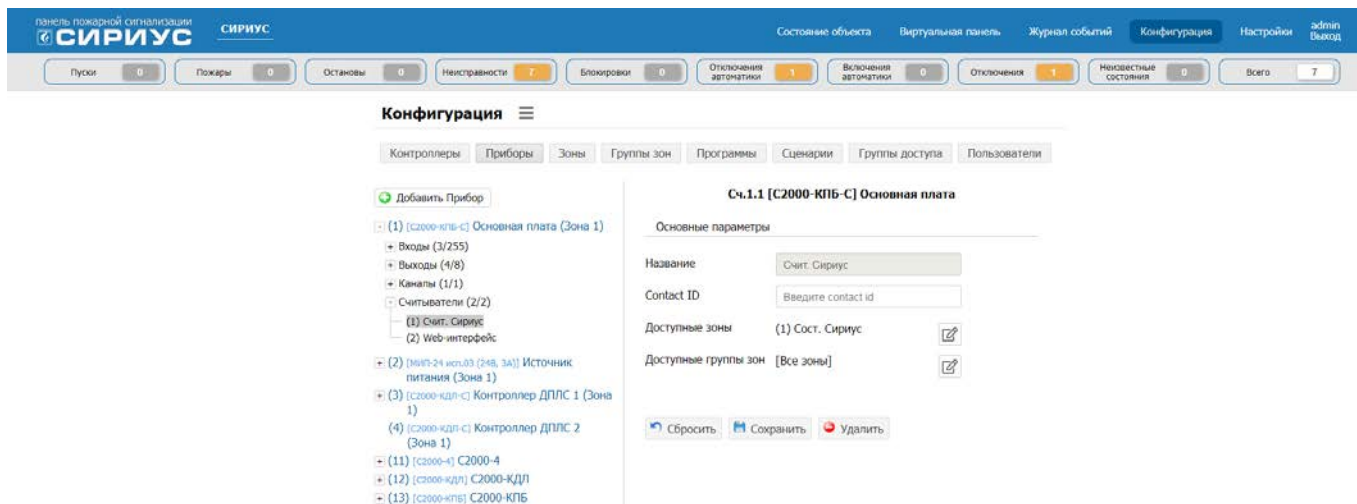 панель пожарной сигнализации
СИРИУС
СИРИУС
Состояние объекта Виртуальная панель Журнал событий Конфигурация Настройки admin
Выход
Пуски 0 Пожары 0 Остановы 0 Неисправности 7 Блокировки 0 Отключения автоматики 1 Включения автоматики 0 Отключения 1 Неизвестные состояния 0 Всего 7
Конфигурация
Контроллеры Приборы Зоны Группы зон Программы Сценарии Группы доступа Пользователи
Добавить Прибор
(1) [С2000-КПБ-С] Основная плата (Зона 1)
Входы (3/255)
Выходы (4/8)
Каналы (1/1)
Считыватели (2/2)
(1) Счит. Сириус
(2) Web-интерфейс
(2) [МИП-24 исп.03 (24В, 3А)] Источник
питания (Зона 1)
(3) [С2000-КДЛ-С] Контроллер ДПЛС 1 (Зона
1)
(4) [С2000-КДЛ-С] Контроллер ДПЛС 2
(Зона 1)
(11) [С2000-4] С2000-4
(12) [С2000-КДЛ] С2000-КДЛ
(13) [С2000-КПБ] С2000-КПБ
Сч.1.1 [С2000-КПБ-С] Основная плата
Основные параметры
Название Счит. Сириус
Contact ID Введите contact id
Доступные зоны (1) Сост. Сириус
Доступные группы зон [Все зоны]
Сбросить Сохранить Удалить